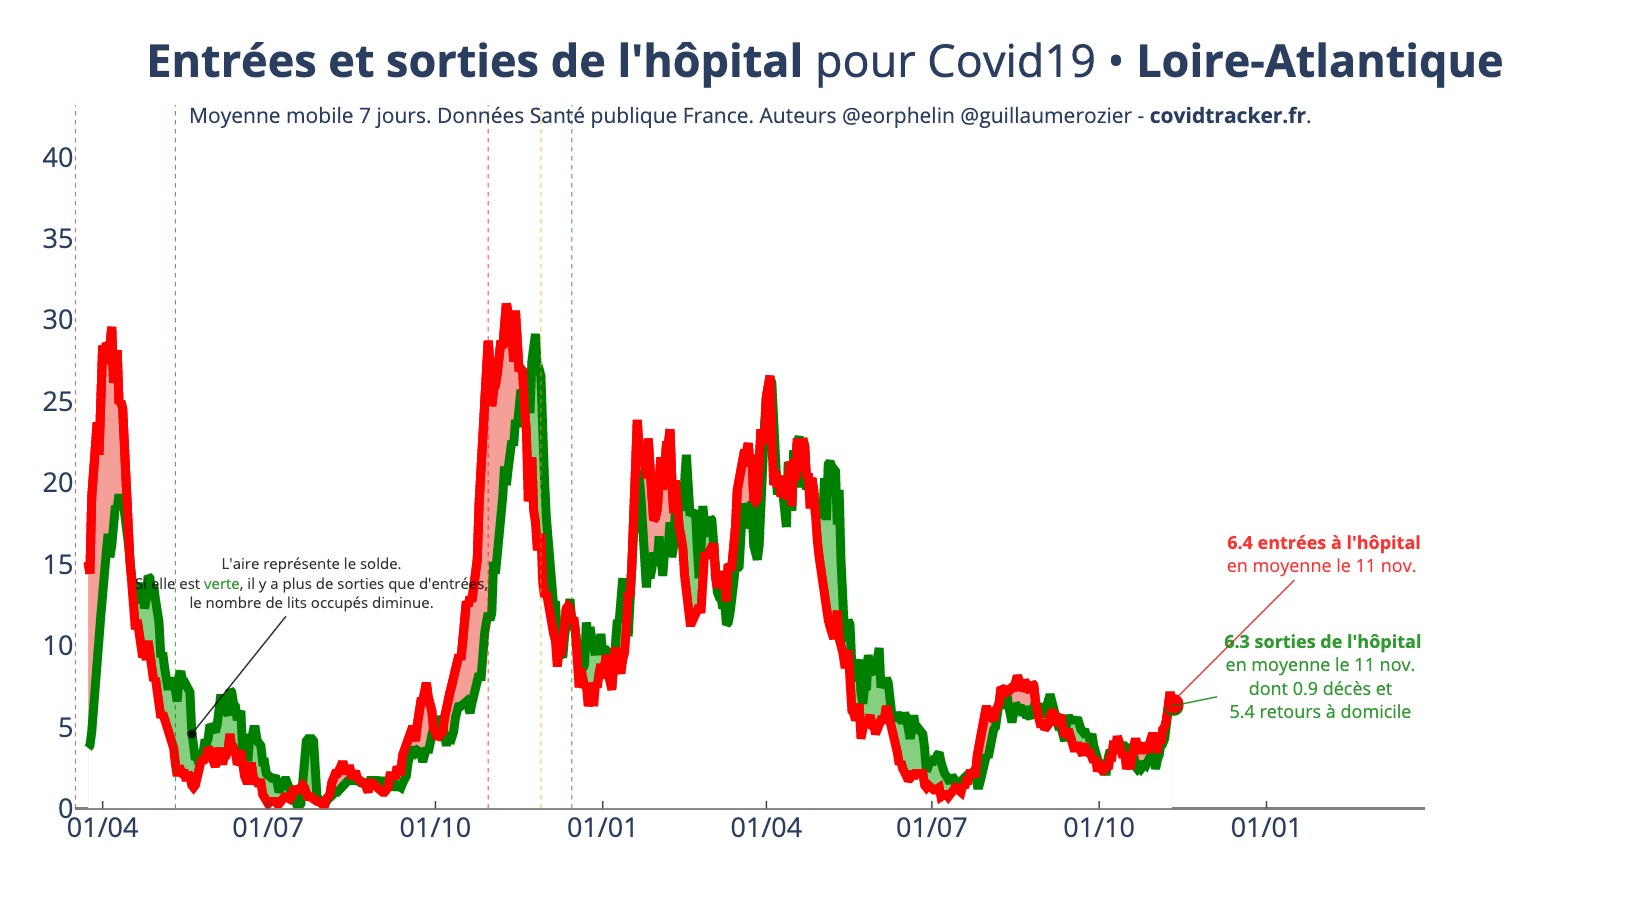 Entrées et sorties de l'hôpital pour Covid19 • Loire-Atlantique
Moyenne mobile 7 jours. Données Santé publique France. Auteurs @eorphelin @guillaumerozier - covidtracker.fr.
40
35
30
25
20
15
10
5
0
L'aire représente le solde.
Si elle est verte, il y a plus de sorties que d'entrées,
le nombre de lits occupés diminue.
6.4 entrées à l'hôpital
en moyenne le 11 nov.
6.3 sorties de l'hôpital
en moyenne le 11 nov.
dont 0.9 décès et
5.4 retours à domicile
01/04 01/07 01/10 01/01 01/04 01/07 01/10 01/01